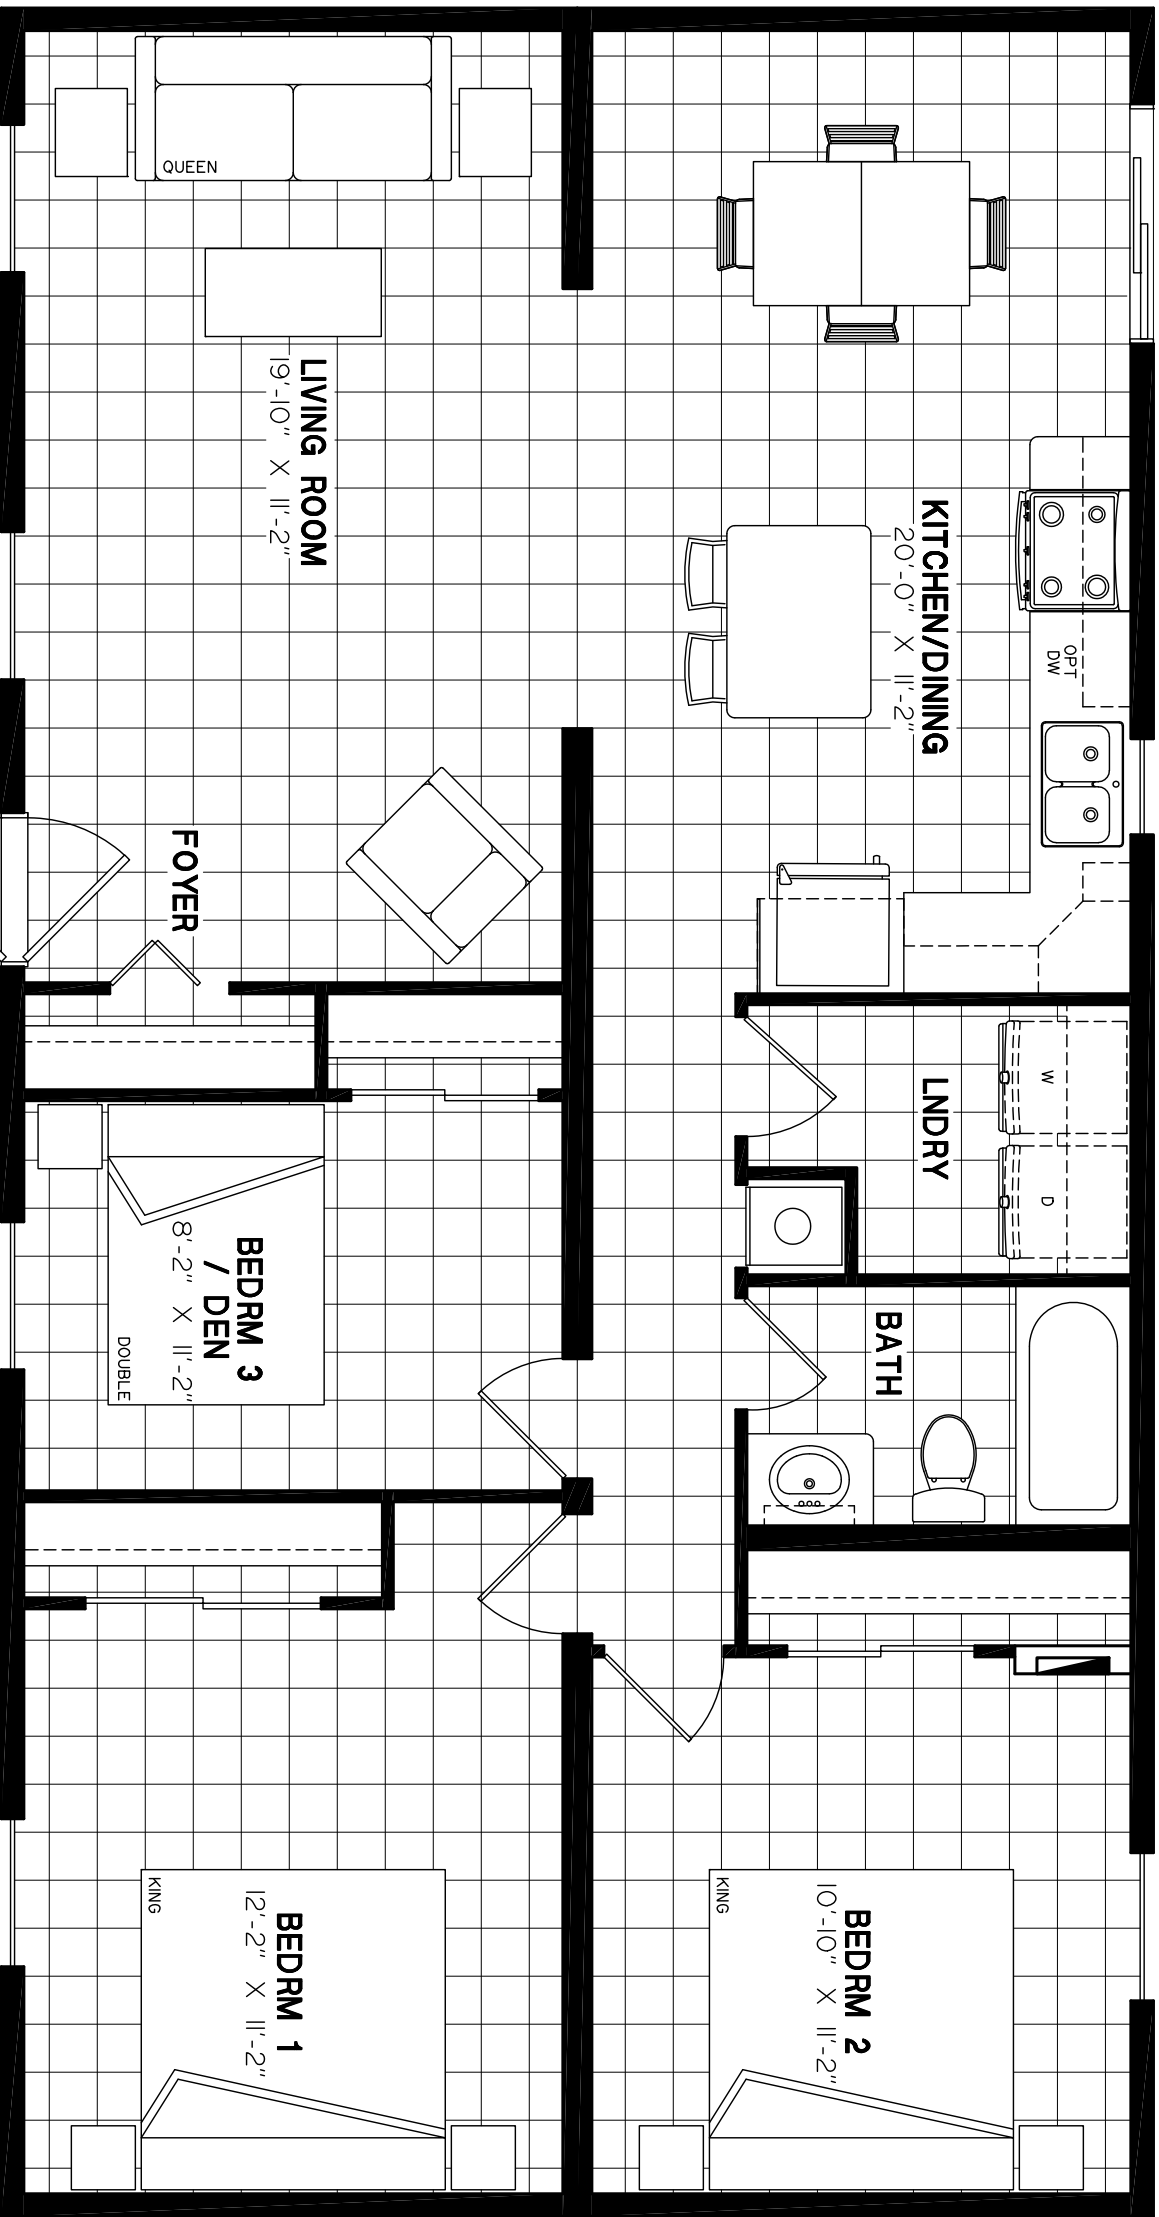 KITCHEN/DINING
20'-0" X 11'-2"
OPT
DW
LNDRY
W
D
BATH
BEDRM 2
10'-10" X 11'-2"
KING
QUEEN
LIVING ROOM
19'-10" X 11'-2"
FOYER
BEDRM 3
/ DEN
8'-2" X 11'-2"
DOUBLE
BEDRM 1
12'-2" X 11'-2"
KING